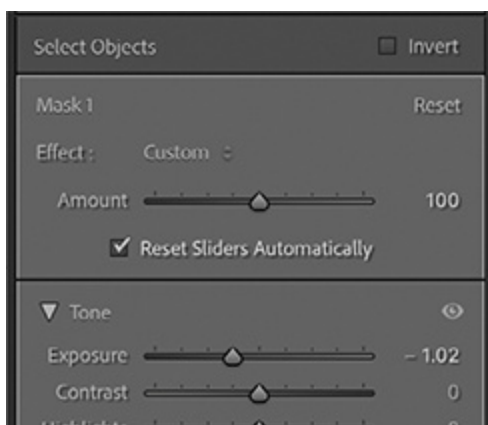 Select Objects Invert
Mask 1 Reset
Effect : Custom
Amount 100
Reset Sliders Automatically
Tone
Exposure – 1.02
Contrast 0